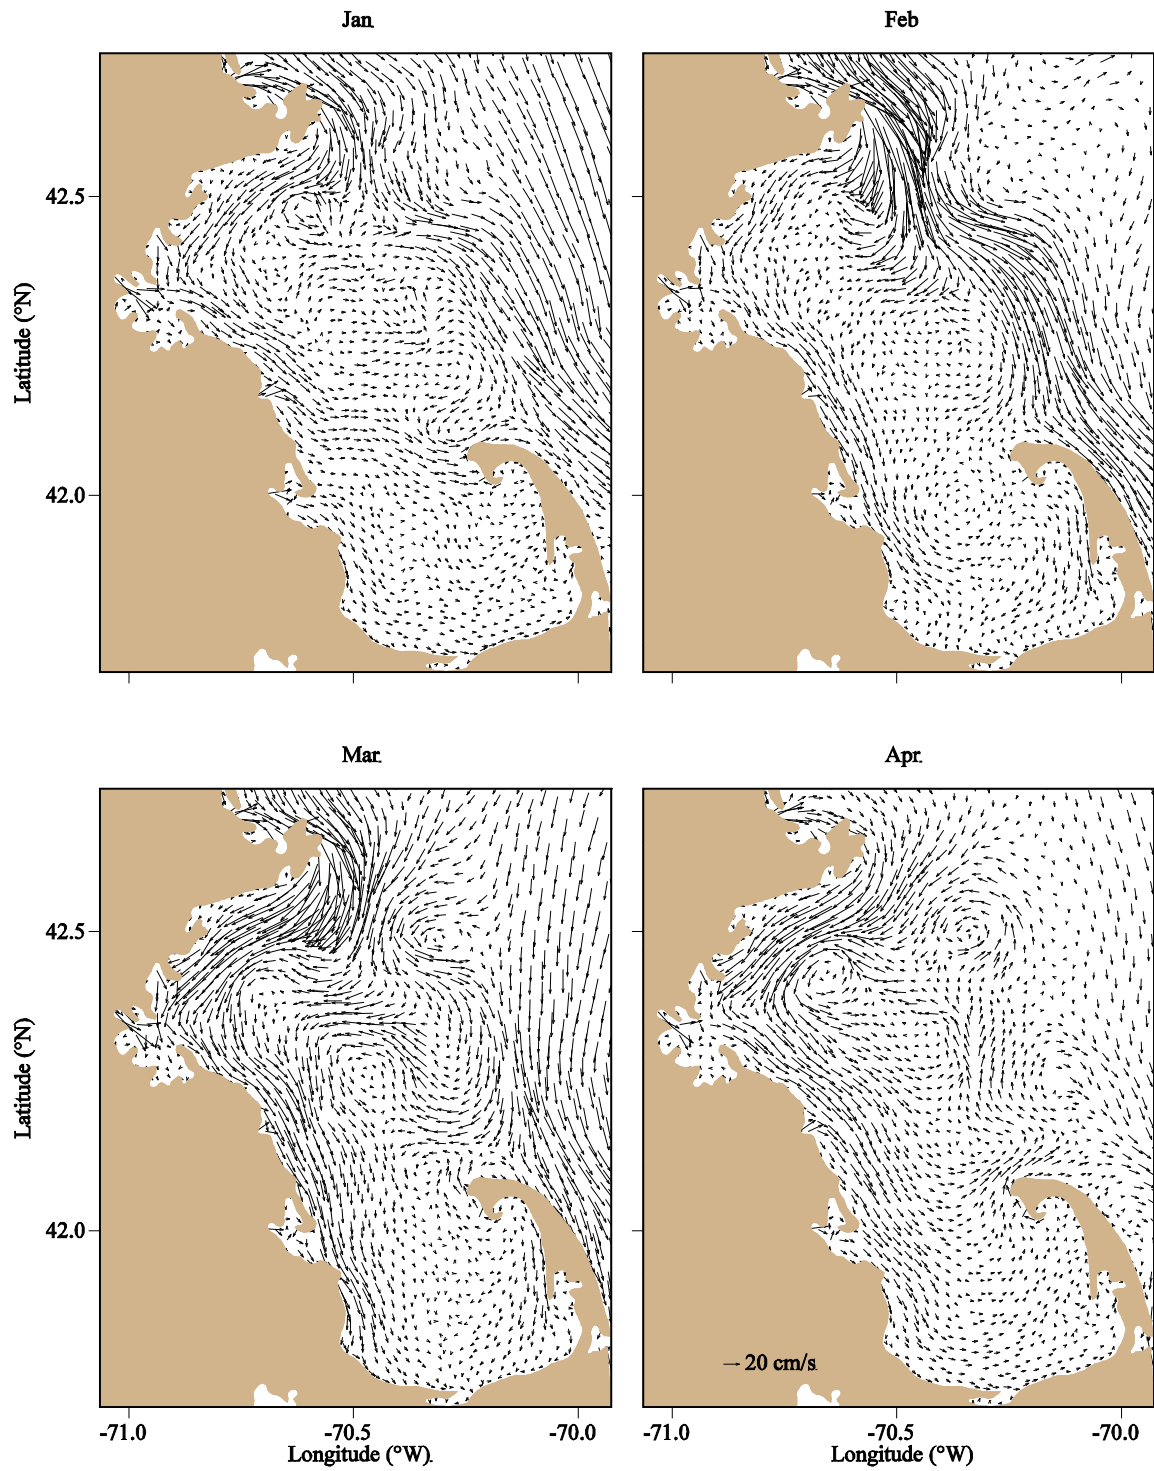 Jan.
Feb
42.5
42.0
Latitude (°N)
Mar.
Apr.
42.5
42.0
Latitude (°N)
20 cm/s.
-71.0
-70.5
-70.0
-71.0
-70.5
-70.0
Longitude (°W).
Longitude (°W)